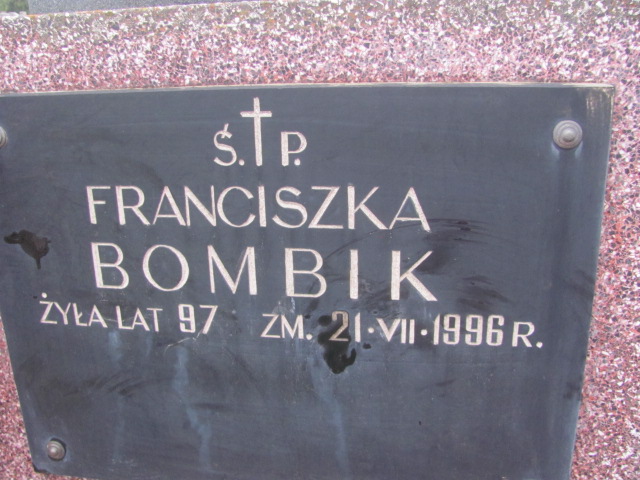 Ś.†P.
FRANCISZKA
BOMBIK
ŻYŁA LAT 97 ZM. 21·VII·1996 R.